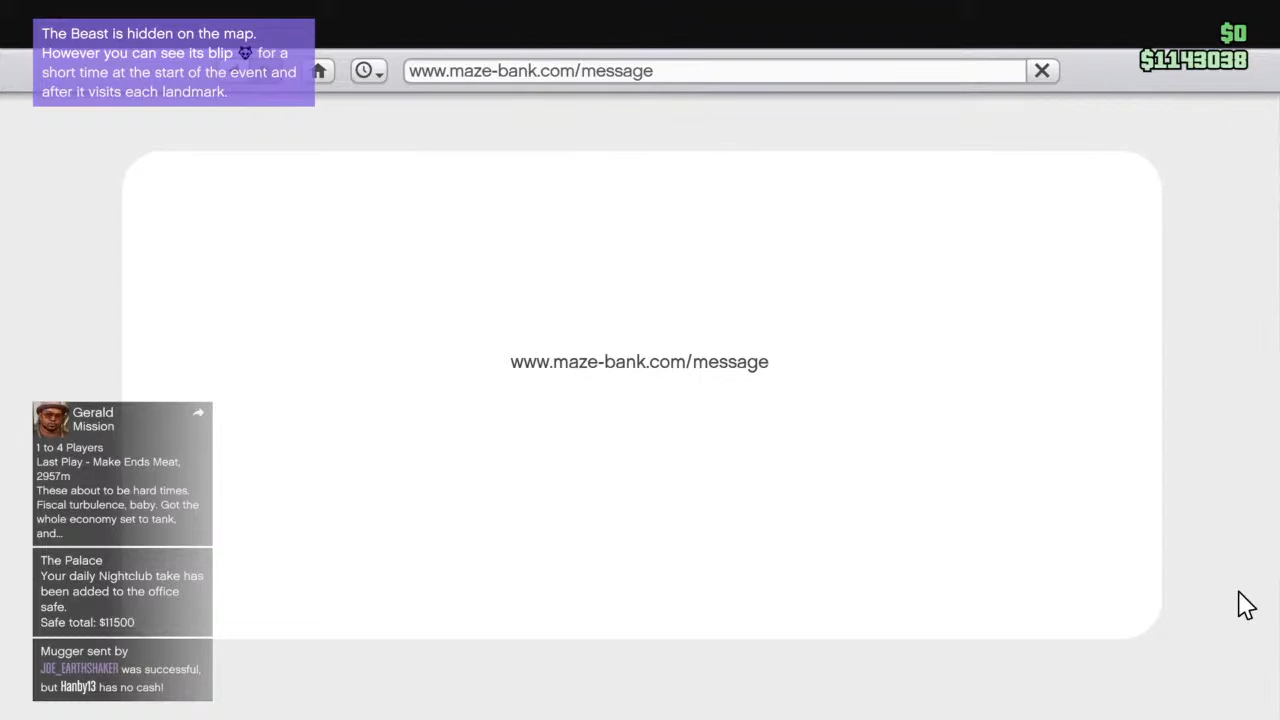 The Beast is hidden on the map.
However you can see its blip for a
short time at the start of the event and
after it visits each landmark.
$0
$1143038
www.maze-bank.com/message
www.maze-bank.com/message
Gerald
Mission
1 to 4 Players
Last Play - Make Ends Meat,
2957m
These about to be hard times.
Fiscal turbulence, baby. Got the
whole economy set to tank,
and...
The Palace
Your daily Nightclub take has
been added to the office
safe.
Safe total: $11500
Mugger sent by
JOE_EARTHSHAKER was successful,
but Hanby13 has no cash!